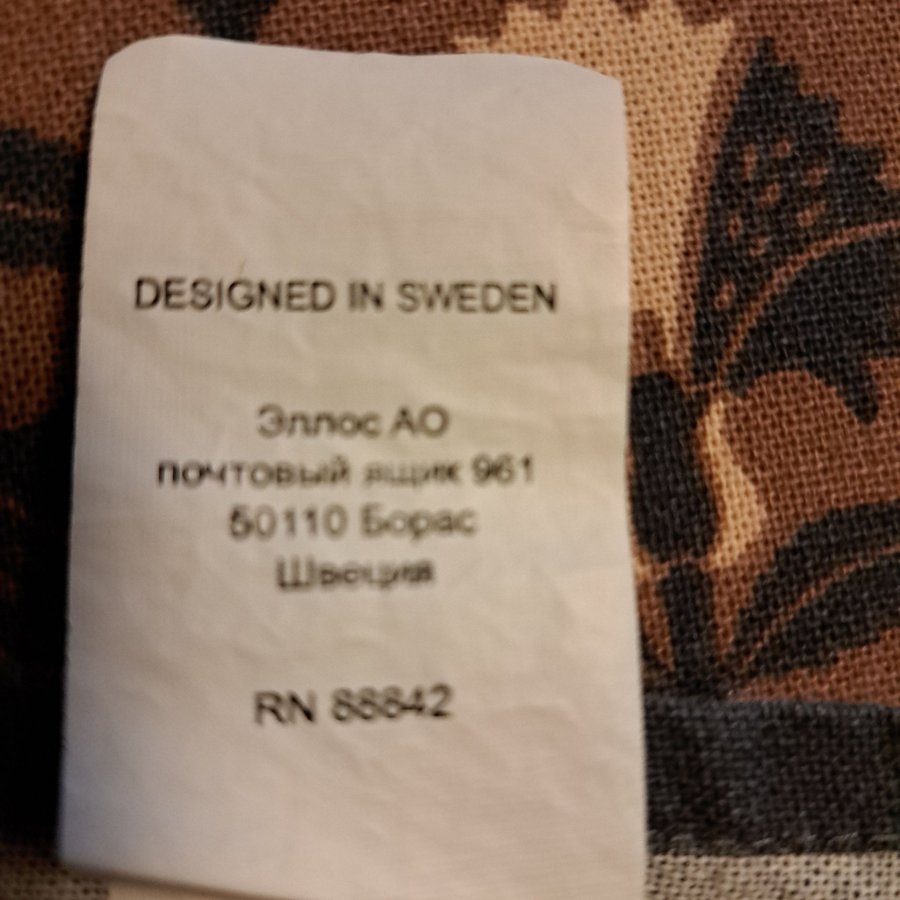 DESIGNED IN SWEDEN
Эллос АО
почтовый ящик 961
50110 Борас
Швеция
RN 88842